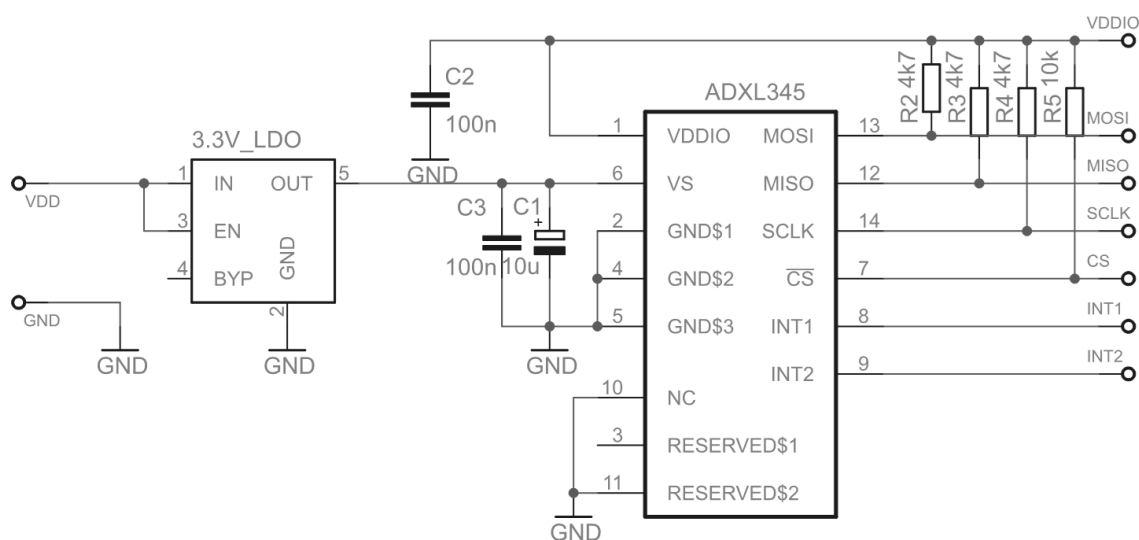 VDDIO
C2
100n
GND
R2 4k7
R3 4k7
R4 4k7
R5 10k
ADXL345
3.3V_LDO
1 IN OUT 5
3 EN
4 BYP
GND
2
GND
VDD
GND
GND
C3
100n
C1
+
10u
GND
1 VDDIO MOSI 13
6 VS MISO 12
2 GND$1 SCLK 14
4 GND$2 CS 7
5 GND$3 INT1 8
INT2 9
10 NC
3 RESERVED$1
11 RESERVED$2
GND
MOSI
MISO
SCLK
CS
INT1
INT2